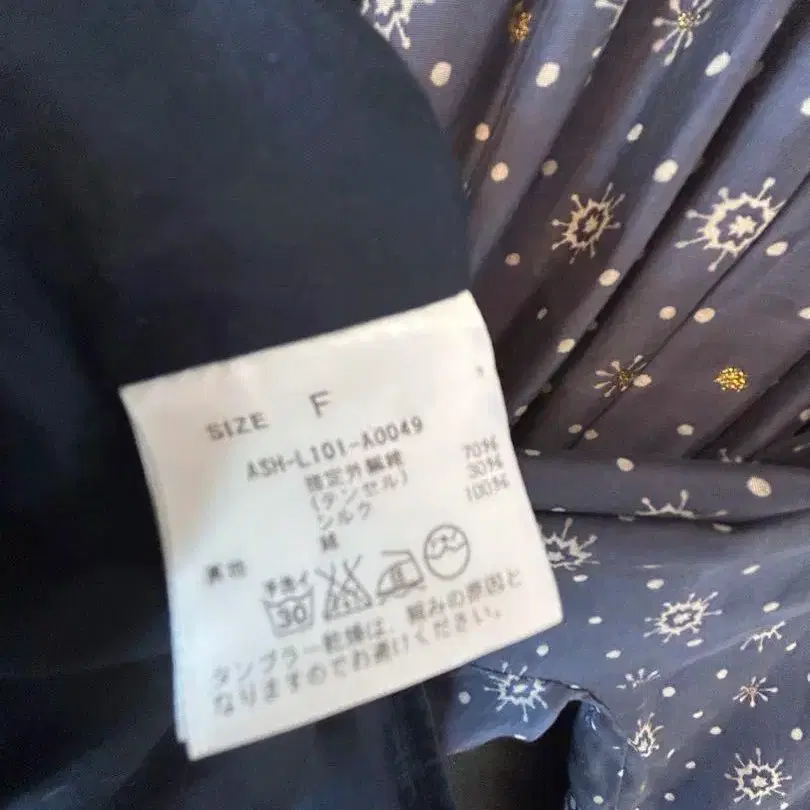 SIZE F
ASH-L101-A0049
指定外繊維 70%
(テンセル)
シルク 30%
裏地 綿 100%
手洗イ
30
タンブラー乾燥は、縮みの原因と
なりますのでお避けください。